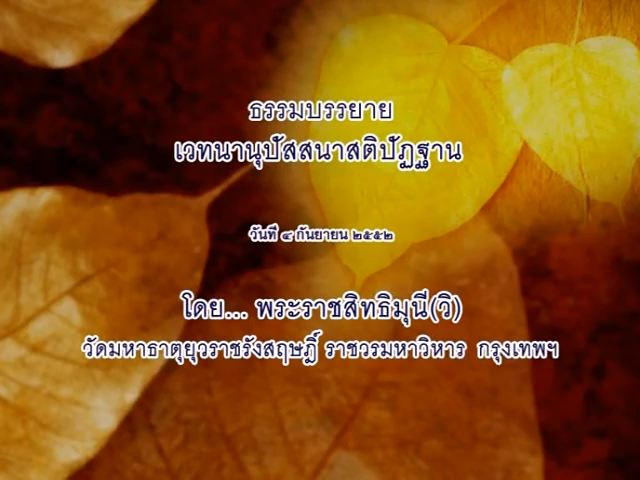 ธรรมบรรยาย
เวทนานุปัสสนาสติปัฏฐาน
วันที่ ๔ กันยายน ๒๕๕๒
โดย... พระราชสิทธิมุนี(วิ)
วัดมหาธาตุยุวราชรังสฤษฎิ์ ราชวรมหาวิหาร กรุงเทพฯ